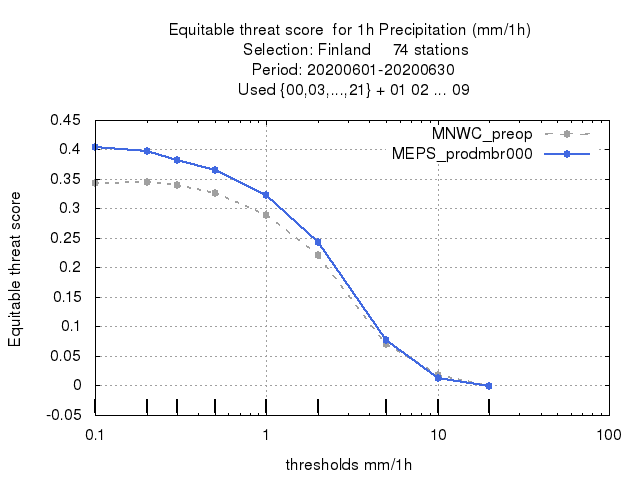 Equitable threat score  for 1h Precipitation (mm/1h)
Selection: Finland     74 stations
Period: 20200601-20200630
Used {00,03,...,21} + 01 02 ... 09
MNWC_preop
MEPS_prodmbr000
0.45
0.4
0.35
0.3
0.25
0.2
0.15
0.1
0.05
0
-0.05
Equitable threat score
0.1 1 10 100
thresholds mm/1h